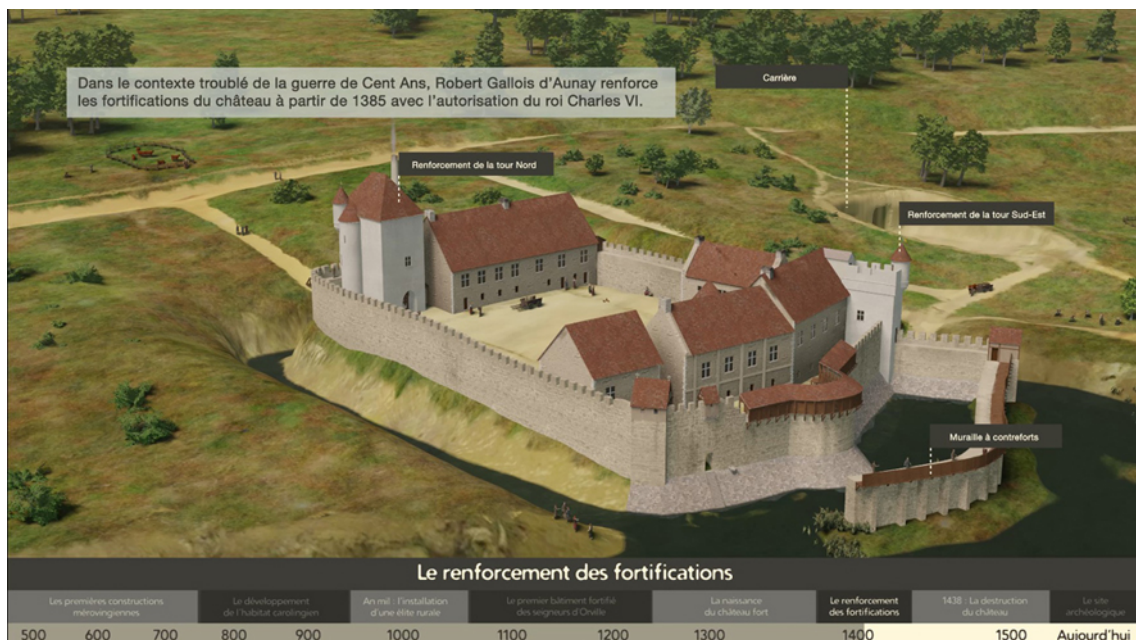 Dans le contexte troublé de la guerre de Cent Ans, Robert Gallois d'Aunay renforce
les fortifications du château à partir de 1385 avec l'autorisation du roi Charles VI.
Carrière
Renforcement de la tour Nord
Renforcement de la tour Sud-Est
Muraille à contreforts
Le renforcement des fortifications
Les premières constructions
mérovingiennes
Le développement
de l'habitat carolingien
An mil : l'installation
d'une élite rurale
Le premier bâtiment fortifié
des seigneurs d'Orville
La naissance
du château fort
Le renforcement
des fortifications
1438 : La destruction
du château
Le site
archéologique
500 600 700 800 900 1000 1100 1200 1300 1400 1500 Aujourd'hui